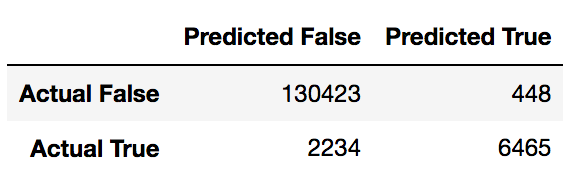 Predicted False Predicted True
Actual False 130423 448
Actual True 2234 6465